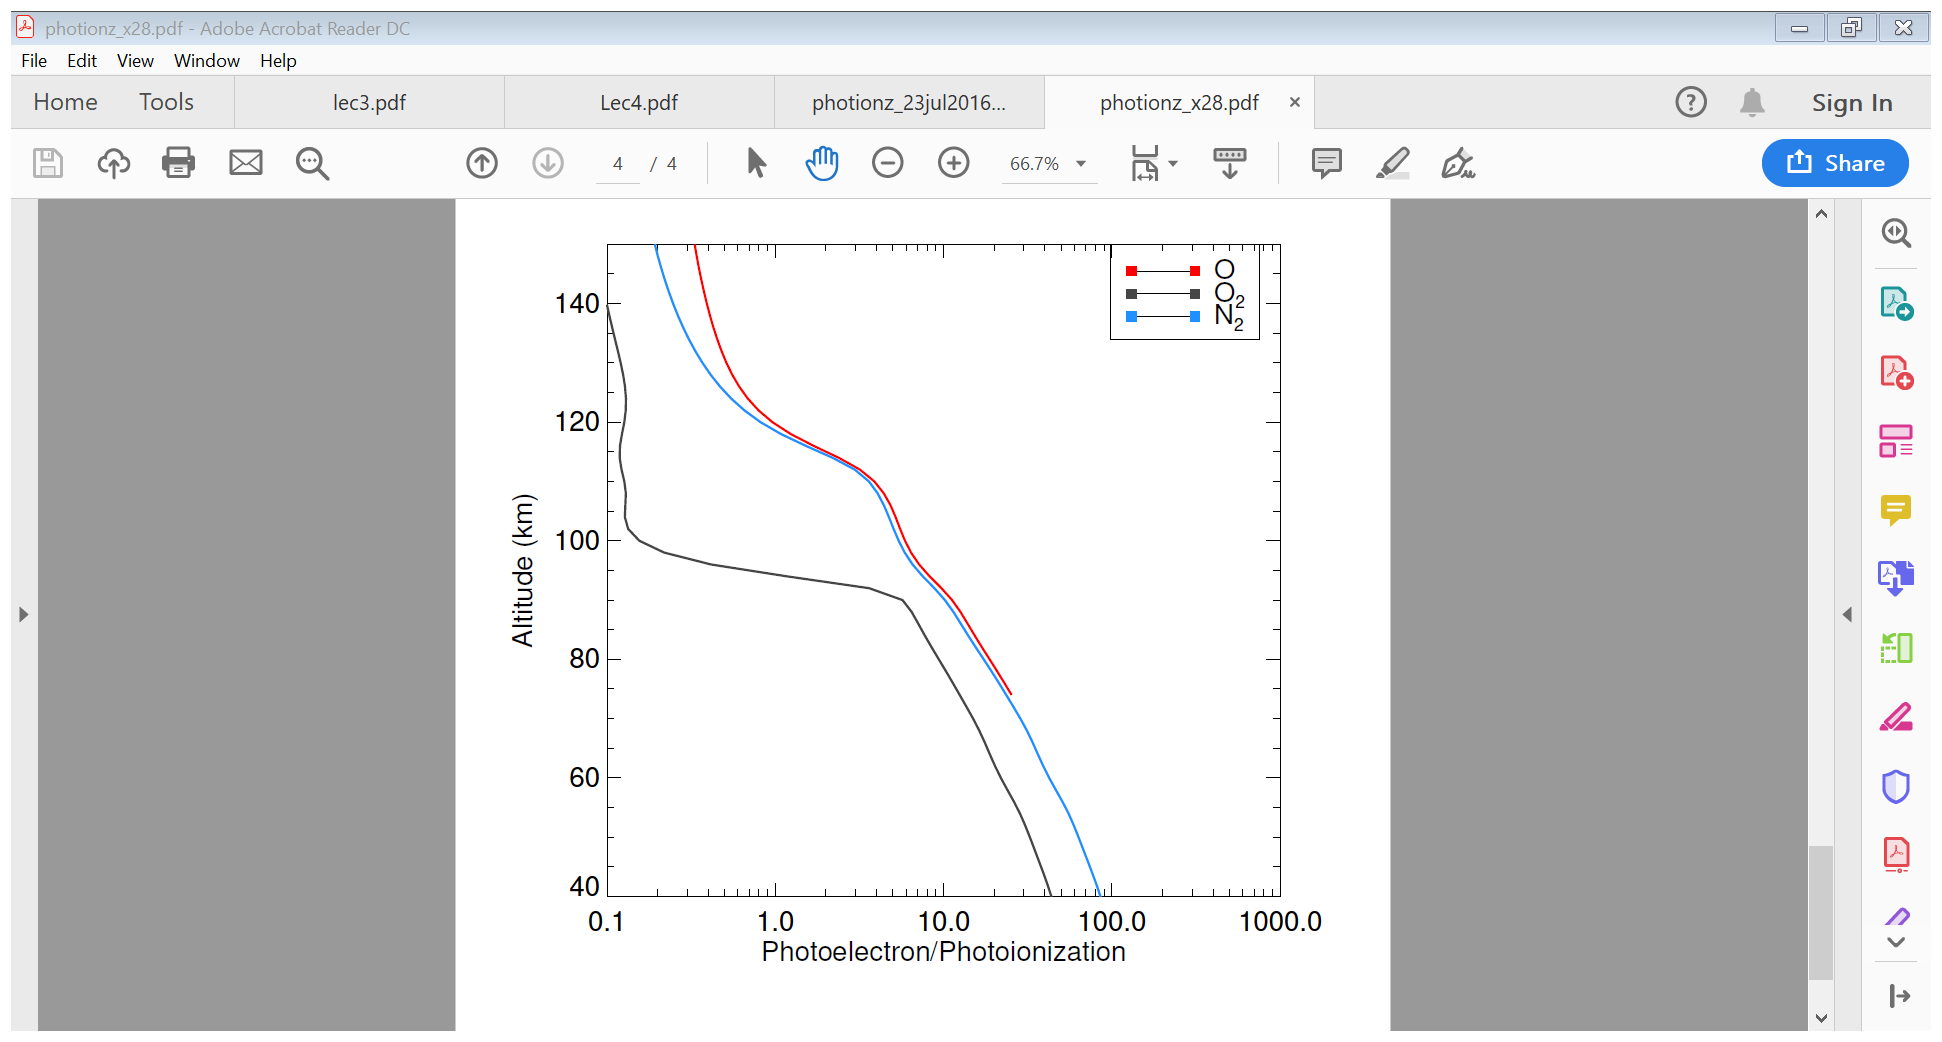 photionz_x28.pdf - Adobe Acrobat Reader DC
File Edit View Window Help
Home Tools lec3.pdf Lec4.pdf photionz_23jul2016... photionz_x28.pdf × Sign In
4 / 4 66.7% Share
O
O₂
N₂
140
120
100
80
60
40
Altitude (km)
0.1 1.0 10.0 100.0 1000.0
Photoelectron/Photoionization